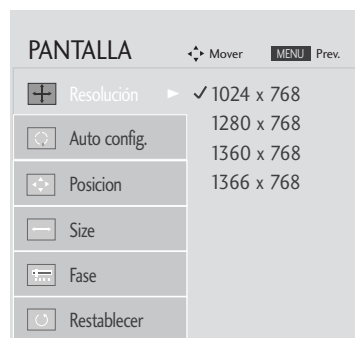 PANTALLA
Mover MENU Prev.
Resolución
Auto config.
Posicion
Size
Fase
Restablecer
1024 x 768
1280 x 768
1360 x 768
1366 x 768